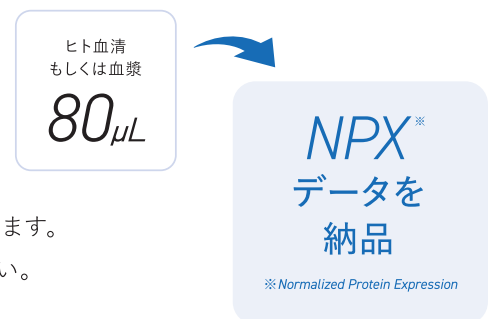 ヒト血清
もしくは血漿
80μL
NPX※
データを
納品
※Normalized Protein Expression
ます。
い。